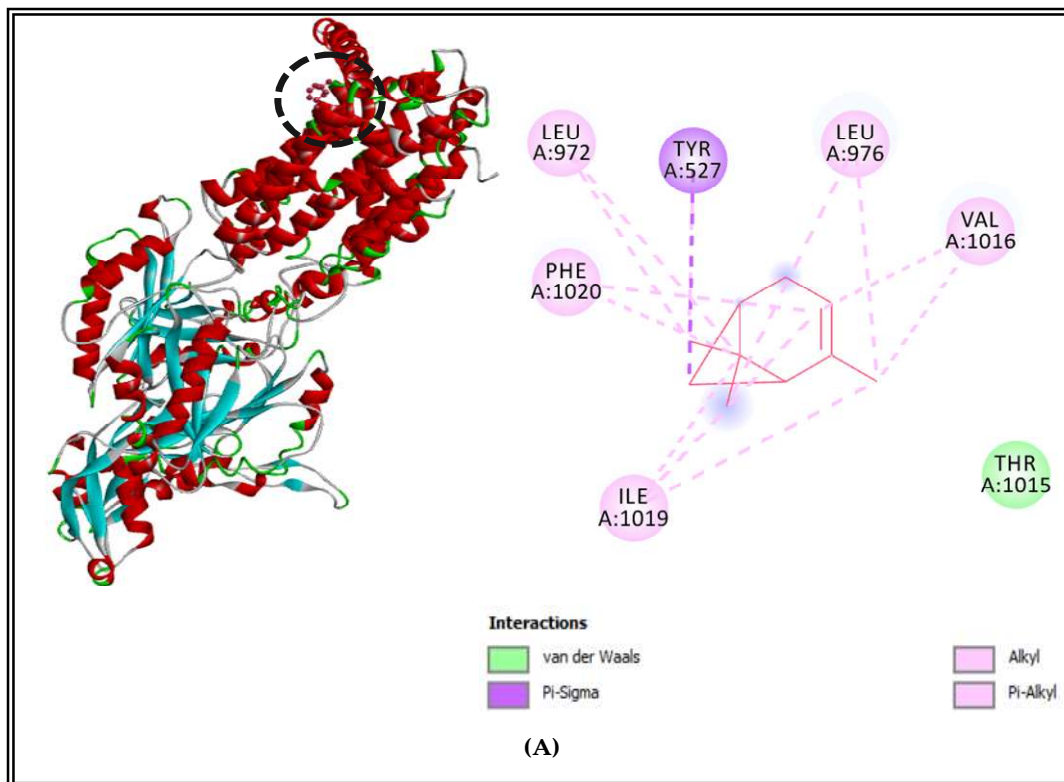 LEU
A:972
TYR
A:527
LEU
A:976
VAL
A:1016
PHE
A:1020
ILE
A:1019
THR
A:1015
Interactions
van der Waals
Pi-Sigma
Alkyl
Pi-Alkyl
(A)